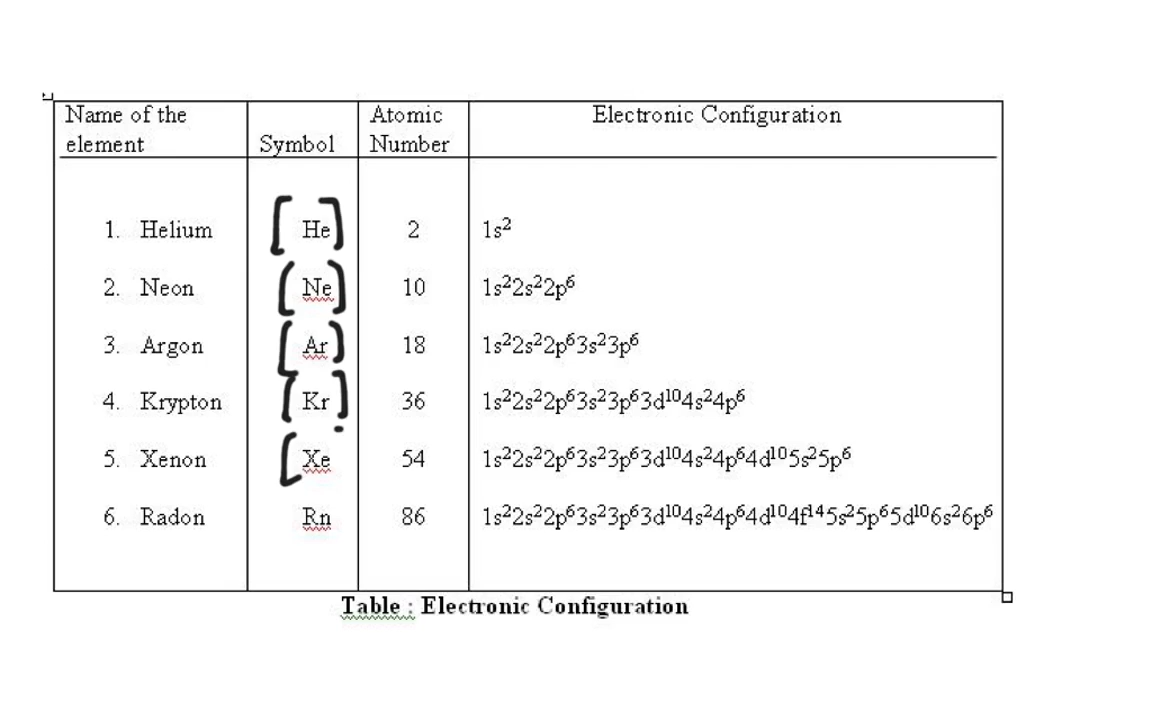 Name of the element Symbol Atomic Number Electronic Configuration
1. Helium [He] 2 1s²
2. Neon [Ne] 10 1s²2s²2p⁶
3. Argon [Ar] 18 1s²2s²2p⁶3s²3p⁶
4. Krypton [Kr] 36 1s²2s²2p⁶3s²3p⁶3d¹⁰4s²4p⁶
5. Xenon [Xe 54 1s²2s²2p⁶3s²3p⁶3d¹⁰4s²4p⁶4d¹⁰5s²5p⁶
6. Radon Rn 86 1s²2s²2p⁶3s²3p⁶3d¹⁰4s²4p⁶4d¹⁰4f¹⁴5s²5p⁶5d¹⁰6s²6p⁶
Table : Electronic Configuration